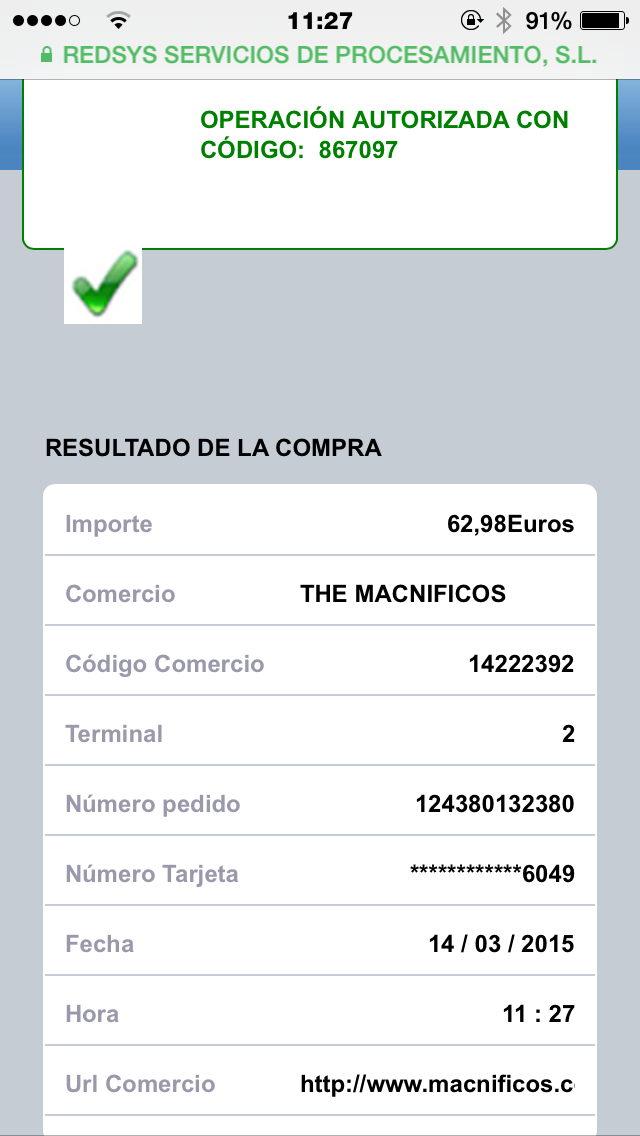 11:27
91%
REDSYS SERVICIOS DE PROCESAMIENTO, S.L.
OPERACIÓN AUTORIZADA CON
CÓDIGO: 867097
RESULTADO DE LA COMPRA
Importe 62,98Euros
Comercio THE MACNIFICOS
Código Comercio 14222392
Terminal 2
Número pedido 124380132380
Número Tarjeta ************6049
Fecha 14 / 03 / 2015
Hora 11 : 27
Url Comercio http://www.macnificos.c